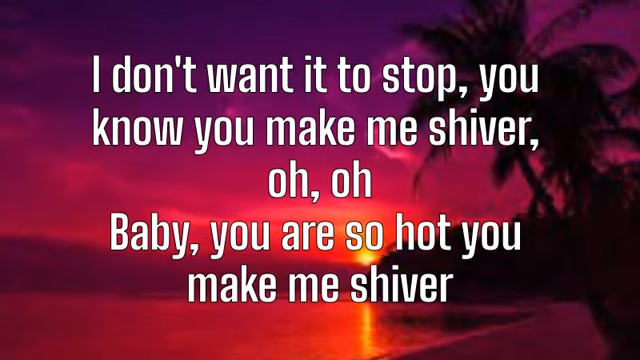 I don't want it to stop, you
know you make me shiver,
oh, oh
Baby, you are so hot you
make me shiver